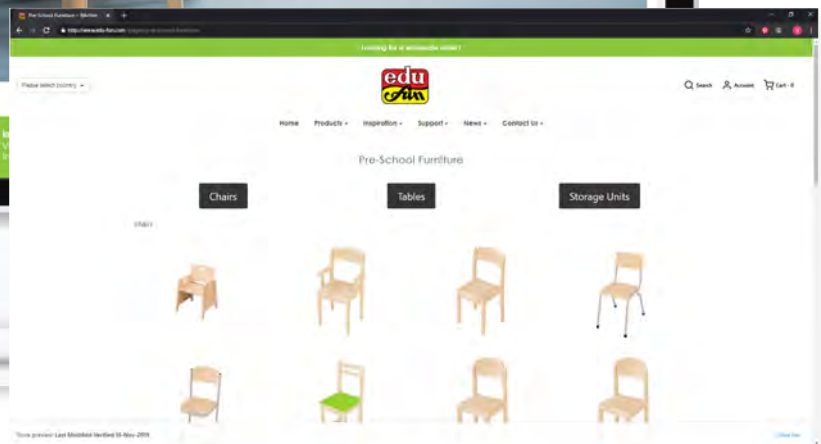 Looking for a wholesale order?
Please select country
edu
fun
Search
Account
Cart - 0
Home
Products
Inspiration
Support
News
Contact Us
Pre-School Furniture
Chairs
Tables
Storage Units
Chairs